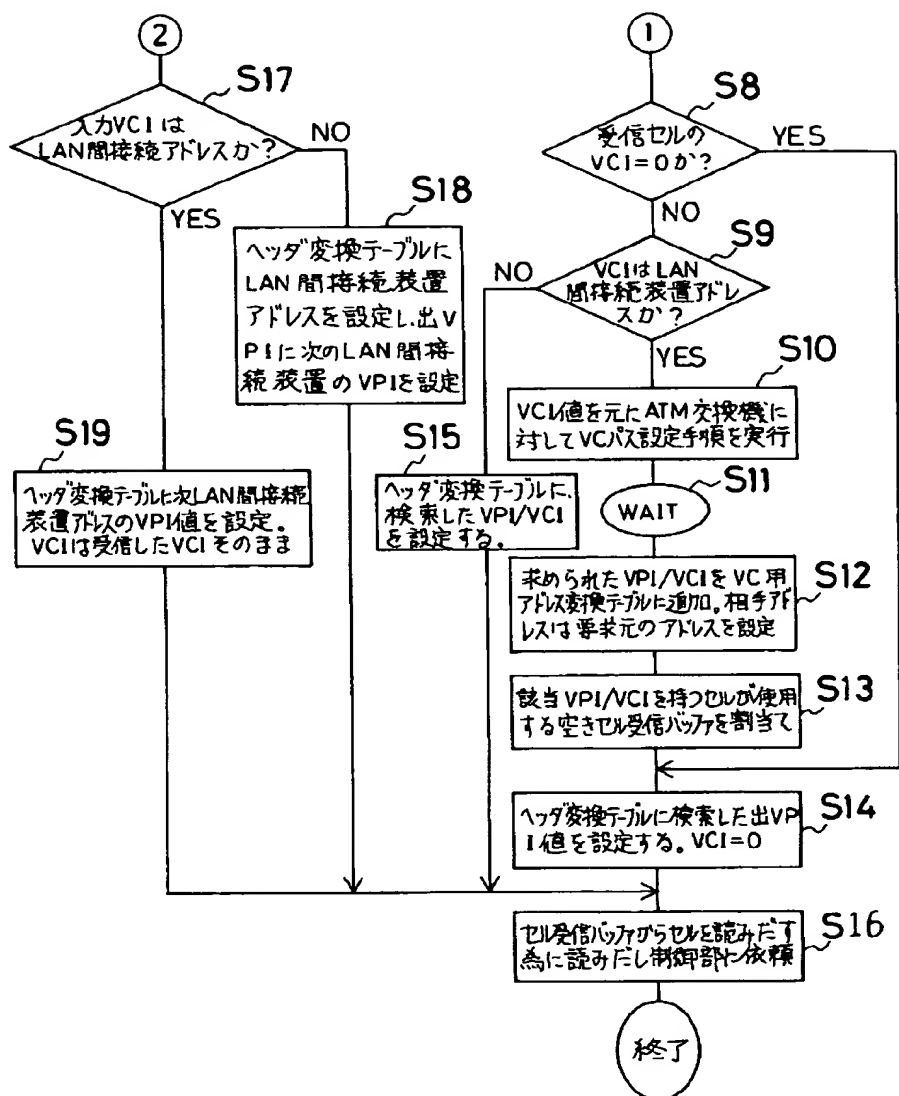 2
S17
入力VCIは
LAN間接続アドレスか?
NO
YES
S18
ヘッダ変換テーブルに
LAN間接続装置
アドレスを設定し、出V
PIに次のLAN間接
続装置のVPIを設定
S19
ヘッダ変換テーブルに次LAN間接続
装置アドレスのVPI値を設定。
VCIは受信したVCIそのまま
1
S8
受信セルの
VCI=0か?
YES
NO
S9
VCIはLAN
間接続装置アドレ
スか?
NO
YES
S10
VCI値を元にATM交換機に
対してVCパス設定手順を実行
S15
ヘッダ変換テーブルに、
検索したVPI/VCI
を設定する。
S11
WAIT
S12
求められたVPI/VCIをVC用
アドレス変換テーブルに追加。相手アド
レスは要求元のアドレスを設定
S13
該当VPI/VCIを持つセルが使用
する空きセル受信バッファを割当て
S14
ヘッダ変換テーブルに検索した出VP
I値を設定する。VCI=0
S16
セル受信バッファからセルを読みだす
為に読みだし制御部に依頼
終了